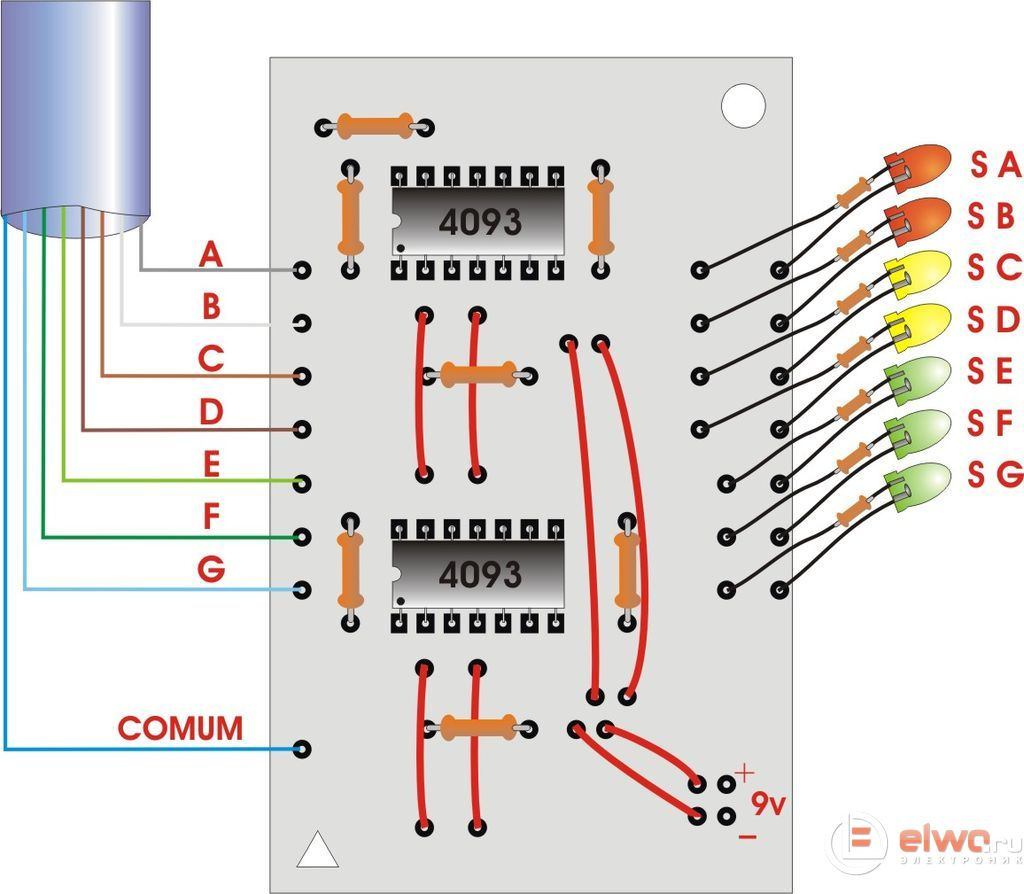 A
B
C
D
E
F
G
COMUM
4093
4093
+
9v
−
S A
S B
S C
S D
S E
S F
S G
elwo.ru
ЭЛЕКТРОНИК